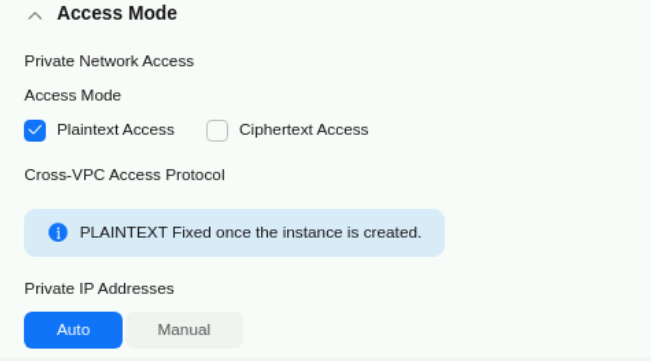 Access Mode
Private Network Access
Access Mode
Plaintext Access Ciphertext Access
Cross-VPC Access Protocol
PLAINTEXT Fixed once the instance is created.
Private IP Addresses
Auto Manual